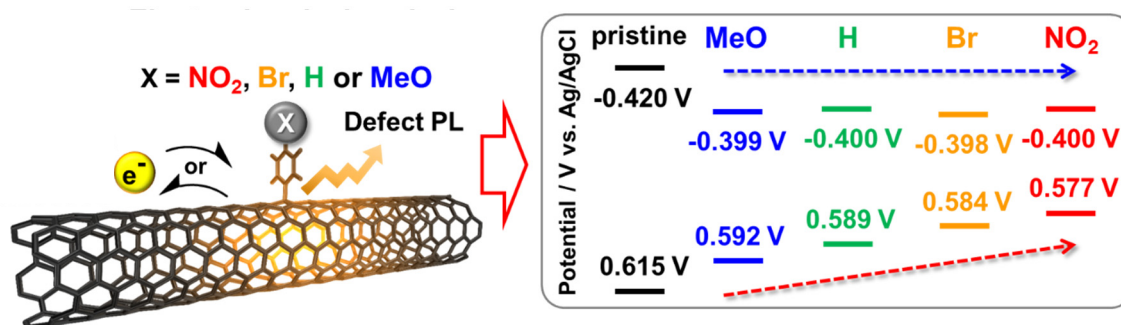 X = NO₂, Br, H or MeO
X
Defect PL
e⁻
or
Potential / V vs. Ag/AgCl
pristine MeO H Br NO₂
-0.420 V
-0.399 V -0.400 V -0.398 V -0.400 V
0.592 V 0.589 V 0.584 V 0.577 V
0.615 V